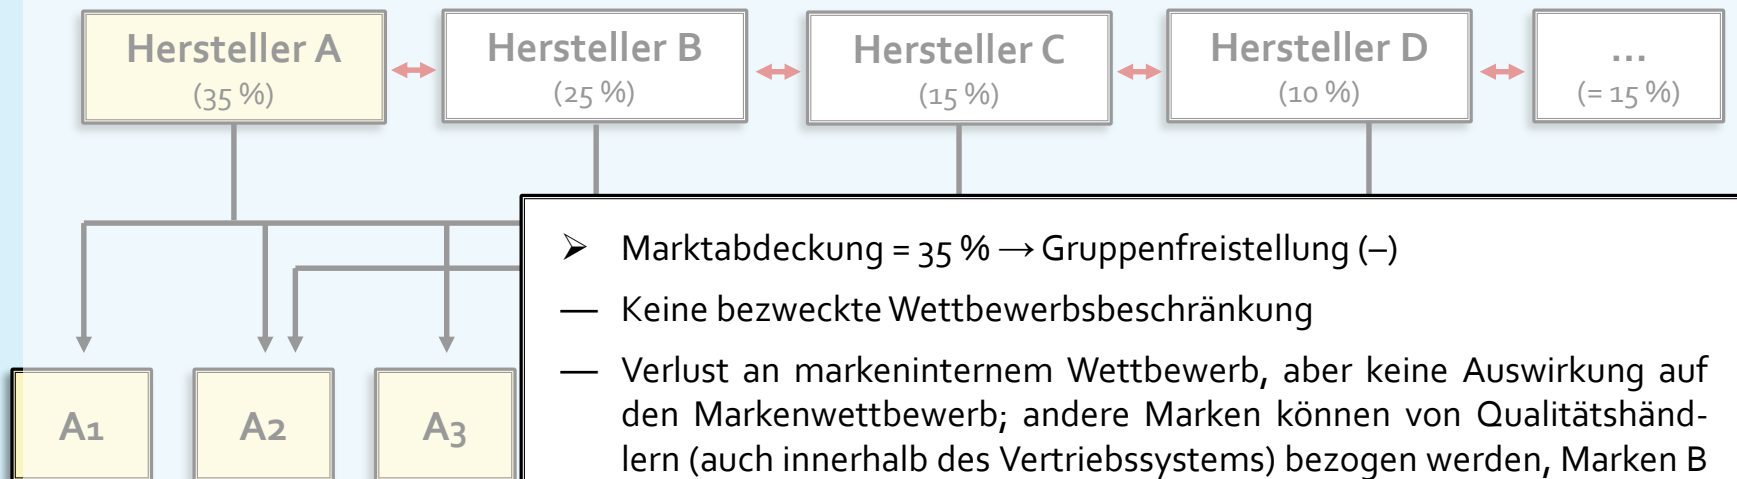 Hersteller A
(35 %)
Hersteller B
(25 %)
Hersteller C
(15 %)
Hersteller D
(10 %)
...
(= 15 %)
➢ Marktabdeckung = 35 % → Gruppenfreistellung (–)
— Keine bezweckte Wettbewerbsbeschränkung
— Verlust an markeninternem Wettbewerb, aber keine Auswirkung auf
den Markenwettbewerb; andere Marken können von Qualitätshänd-
lern (auch innerhalb des Vertriebssystems) bezogen werden, Marken B
A1
A2
A3